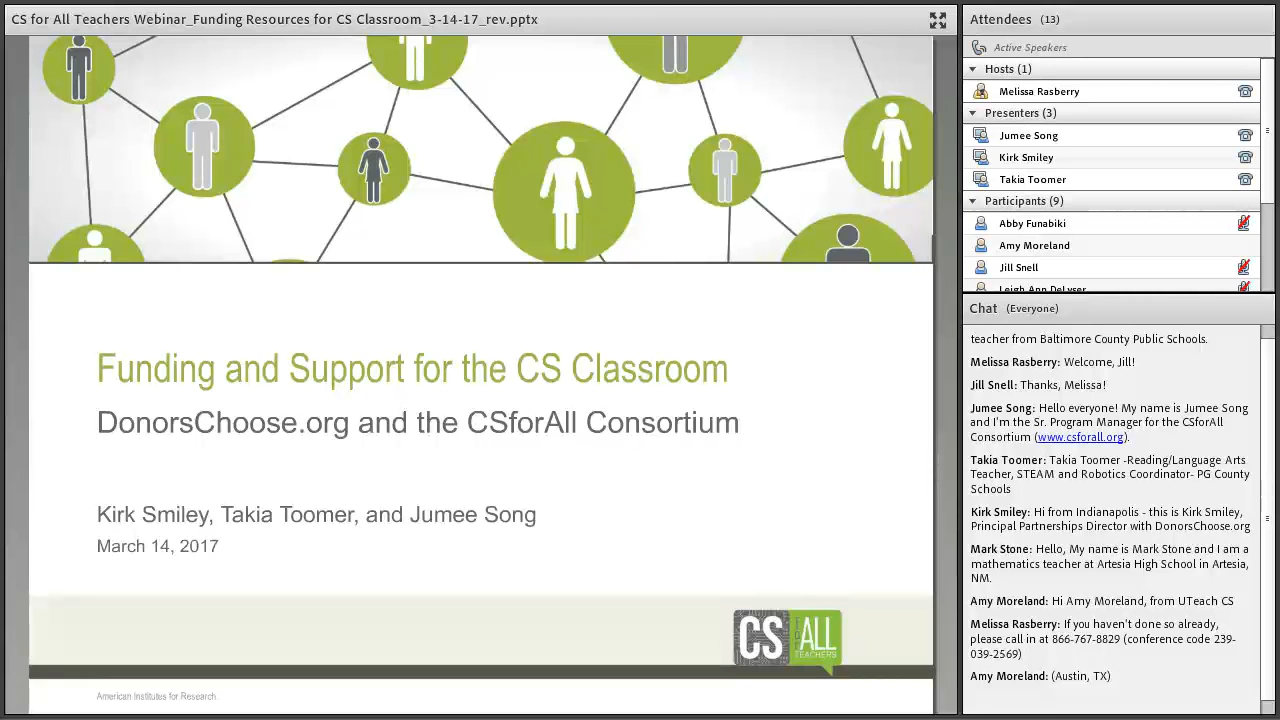 CS for All Teachers Webinar_Funding Resources for CS Classroom_3-14-17_rev.pptx
Funding and Support for the CS Classroom
DonorsChoose.org and the CSforAll Consortium
Kirk Smiley, Takia Toomer, and Jumee Song
March 14, 2017
CS FOR ALL
TEACHERS
American Institutes for Research
Attendees (13)
Active Speakers
Hosts (1)
Melissa Rasberry
Presenters (3)
Jumee Song
Kirk Smiley
Takia Toomer
Participants (9)
Abby Funabiki
Amy Moreland
Jill Snell
Leigh Ann DeLyser
Chat (Everyone)
teacher from Baltimore County Public Schools.
Melissa Rasberry: Welcome, Jill!
Jill Snell: Thanks, Melissa!
Jumee Song: Hello everyone! My name is Jumee Song
and I'm the Sr. Program Manager for the CSforAll
Consortium (www.csforall.org).
Takia Toomer: Takia Toomer -Reading/Language Arts
Teacher, STEAM and Robotics Coordinator- PG County
Schools
Kirk Smiley: Hi from Indianapolis - this is Kirk Smiley,
Principal Partnerships Director with DonorsChoose.org
Mark Stone: Hello, My name is Mark Stone and I am a
mathematics teacher at Artesia High School in Artesia,
NM.
Amy Moreland: Hi Amy Moreland, from UTeach CS
Melissa Rasberry: If you haven't done so already,
please call in at 866-767-8829 (conference code 239-
039-2569)
Amy Moreland: (Austin, TX)